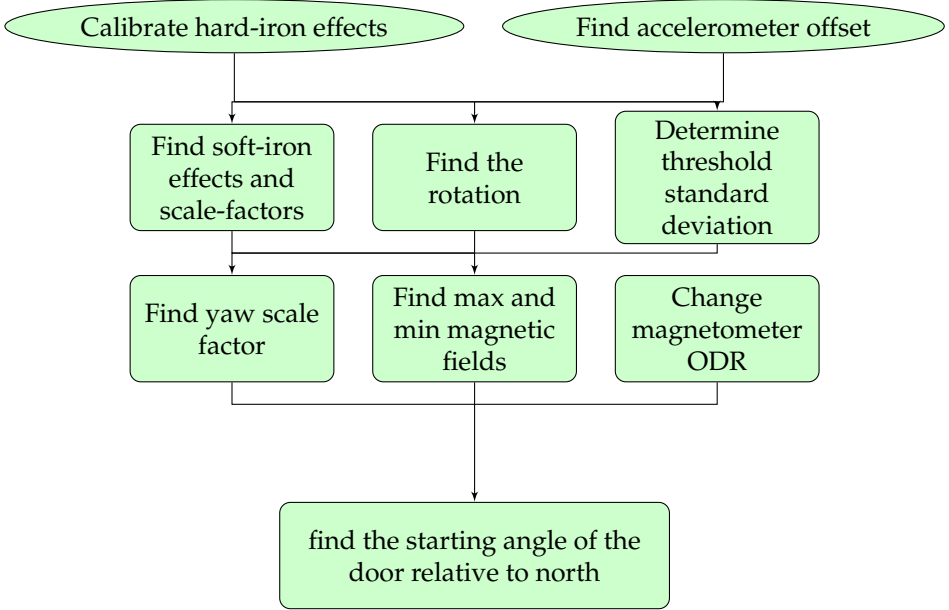 Calibrate hard-iron effects
Find accelerometer offset
Find soft-iron
effects and
scale-factors
Find the
rotation
Determine
threshold
standard
deviation
Find yaw scale
factor
Find max and
min magnetic
fields
Change
magnetometer
ODR
find the starting angle of the
door relative to north